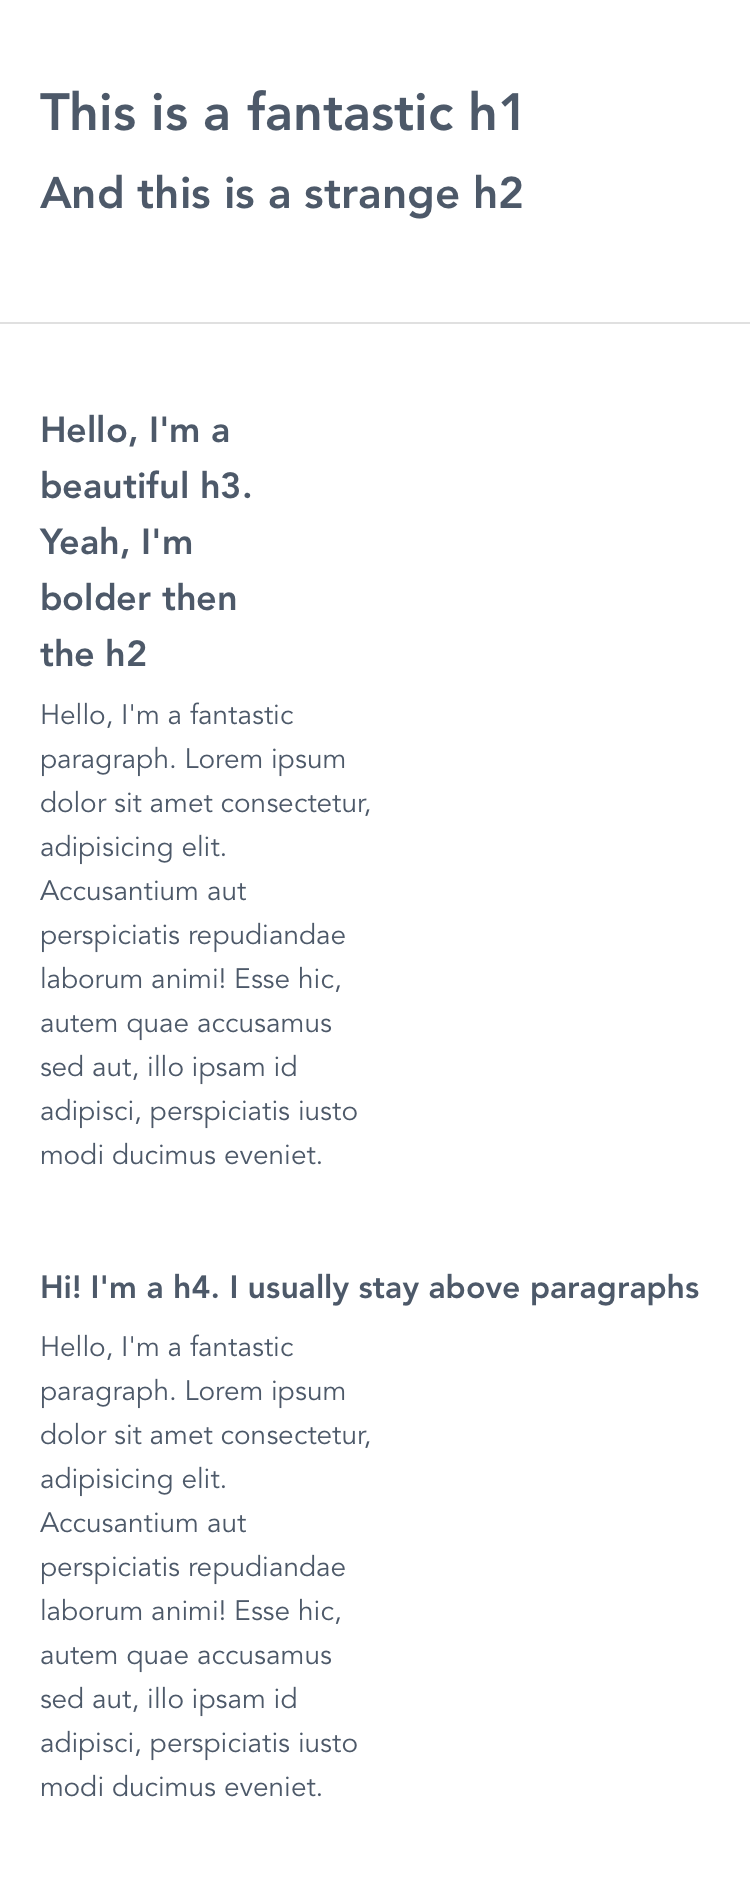 This is a fantastic h1
And this is a strange h2
Hello, I'm a
beautiful h3.
Yeah, I'm
bolder then
the h2
Hello, I'm a fantastic
paragraph. Lorem ipsum
dolor sit amet consectetur,
adipisicing elit.
Accusantium aut
perspiciatis repudiandae
laborum animi! Esse hic,
autem quae accusamus
sed aut, illo ipsam id
adipisci, perspiciatis iusto
modi ducimus eveniet.
Hi! I'm a h4. I usually stay above paragraphs
Hello, I'm a fantastic
paragraph. Lorem ipsum
dolor sit amet consectetur,
adipisicing elit.
Accusantium aut
perspiciatis repudiandae
laborum animi! Esse hic,
autem quae accusamus
sed aut, illo ipsam id
adipisci, perspiciatis iusto
modi ducimus eveniet.